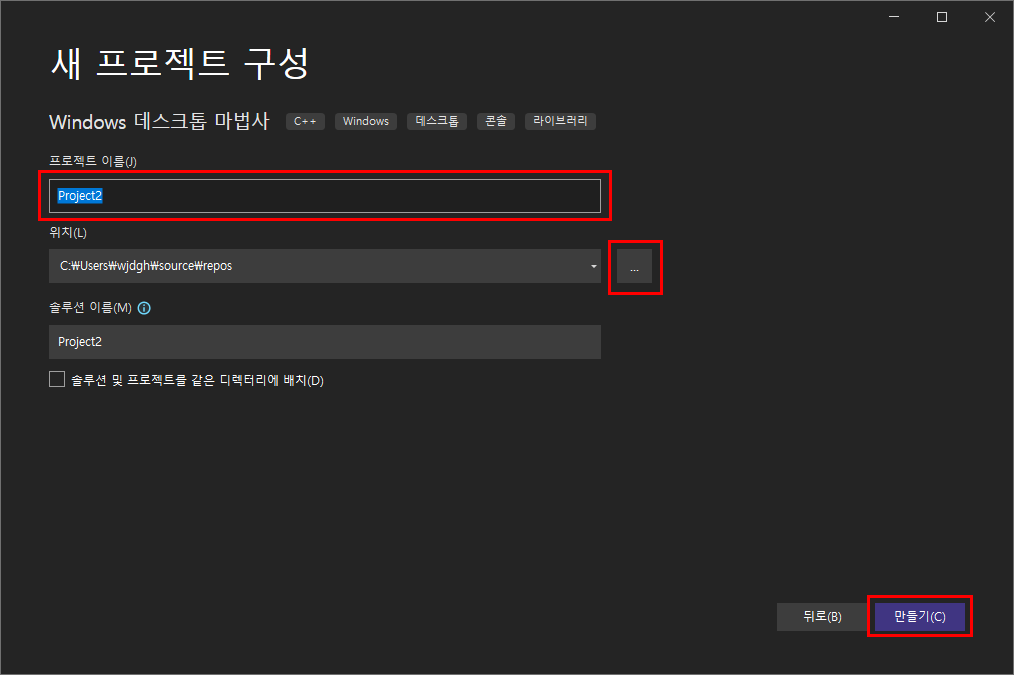 새 프로젝트 구성
Windows 데스크톱 마법사 C++ Windows 데스크톱 콘솔 라이브러리
프로젝트 이름(J)
Project2
위치(L)
C:₩Users₩wjdgh₩source₩repos ...
솔루션 이름(M)
Project2
솔루션 및 프로젝트를 같은 디렉터리에 배치(D)
뒤로(B) 만들기(C)